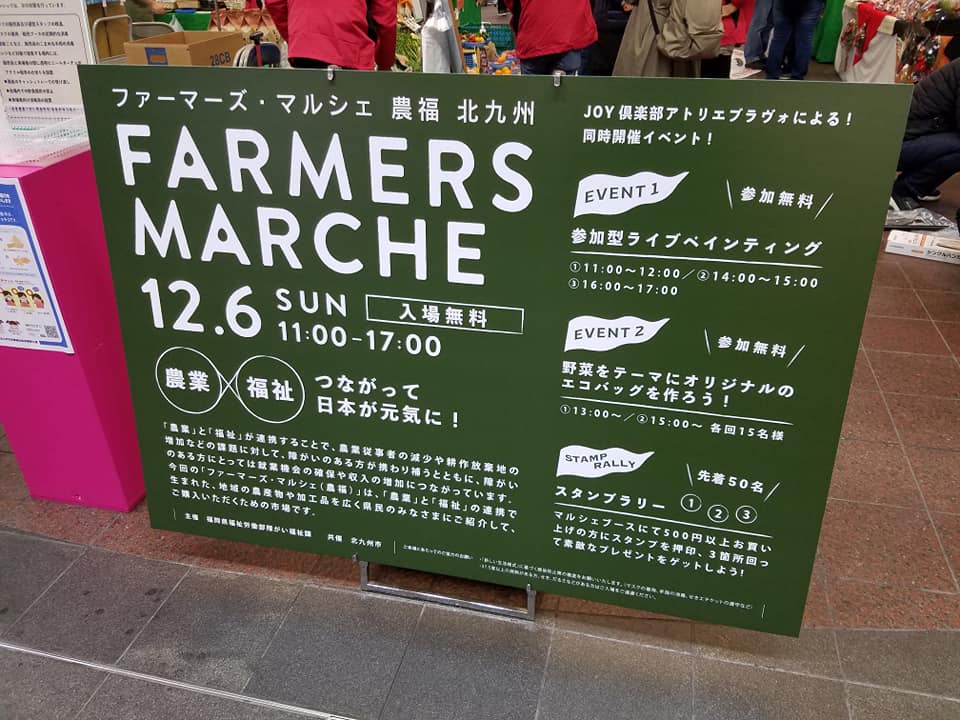 ファーマーズ・マルシェ 農福 北九州
FARMERS
MARCHE
12.6 SUN
11:00-17:00
入場無料
農業×福祉
つながって
日本が元気に！
「農業」と「福祉」が連携することで、農業従事者の減少や耕作放棄地の
増加などの課題に対して、障がいのある方が携わり補うとともに、障がい
のある方にとっては就業機会の確保や収入の増加につながっています。
今回の「ファーマーズ・マルシェ（農福）」は、「農業」と「福祉」の連携で
生まれた、地域の農産物や加工品を広く県民のみなさまにご紹介して、
ご購入いただくための市場です。
主催 福岡県福祉労働部障がい福祉課 共催 北九州市
JOY倶楽部アトリエブラヴォによる！
同時開催イベント！
EVENT 1
参加無料
参加型ライブペインティング
①11:00～12:00／②14:00～15:00
③16:00～17:00
EVENT 2
参加無料
野菜をテーマにオリジナルの
エコバッグを作ろう！
①13:00～／②15:00～ 各回15名様
STAMP
RALLY
先着50名
スタンプラリー ① ② ③
マルシェブースにて500円以上お買い
上げの方にスタンプを押印、3箇所回っ
て素敵なプレゼントをゲットしよう！
28CB